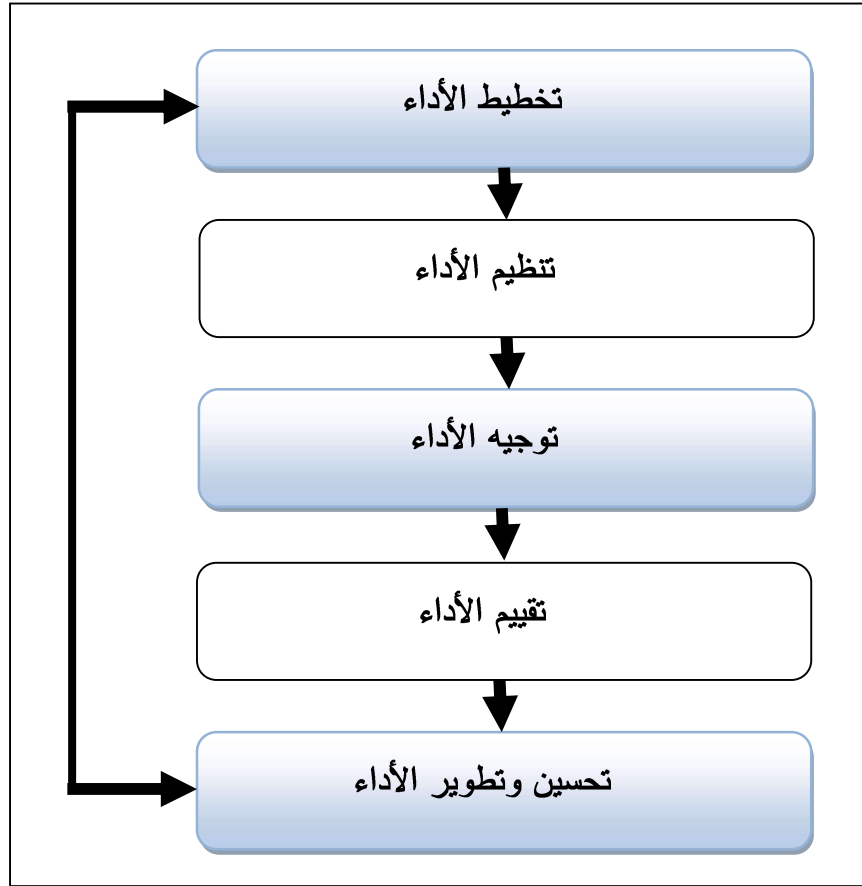 تخطيط الأداء
تنظيم الأداء
توجيه الأداء
تقييم الأداء
تحسين وتطوير الأداء